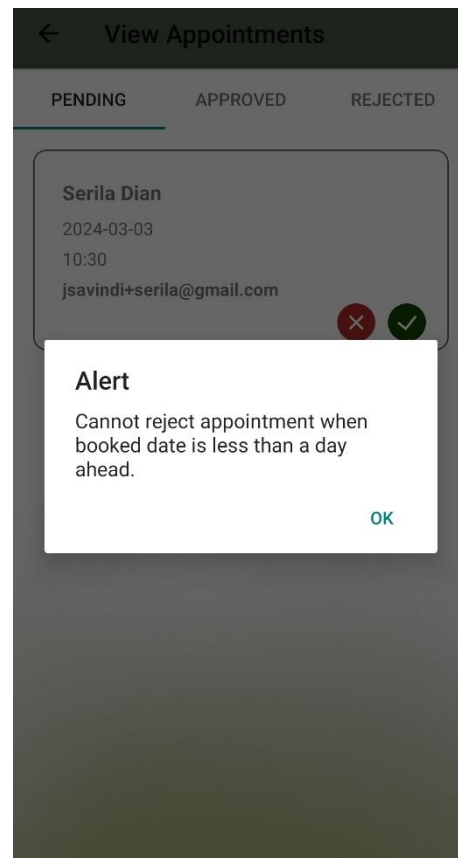 View Appointments
PENDING APPROVED REJECTED
Serila Dian
2024-03-03
10:30
jsavindi+serila@gmail.com
Alert
Cannot reject appointment when
booked date is less than a day
ahead.
OK